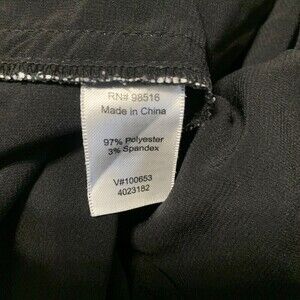 RN# 98516
Made in China
97% Polyester
3% Spandex
V#100653
4023182